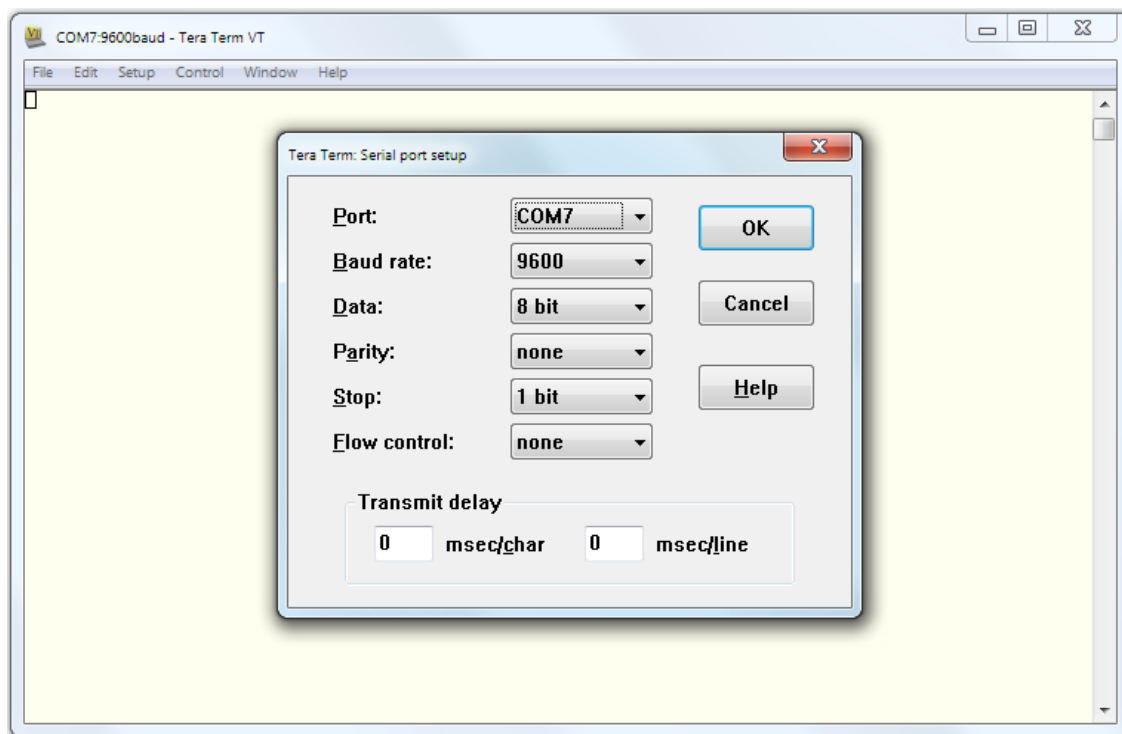 COM7:9600baud - Tera Term VT
File Edit Setup Control Window Help
Tera Term: Serial port setup
Port: COM7 OK
Baud rate: 9600
Data: 8 bit Cancel
Parity: none
Stop: 1 bit Help
Flow control: none
Transmit delay
0 msec/char 0 msec/line